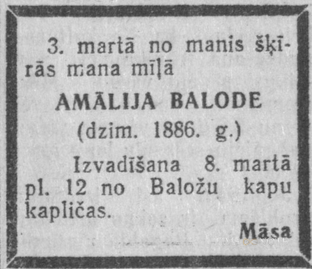 3. martā no manis šķī-
rās mana mīļā
AMĀLIJA BALODE
(dzim. 1886. g.)
Izvadīšana 8. martā
pl. 12 no Baložu kapu
kapličas.
Māsa